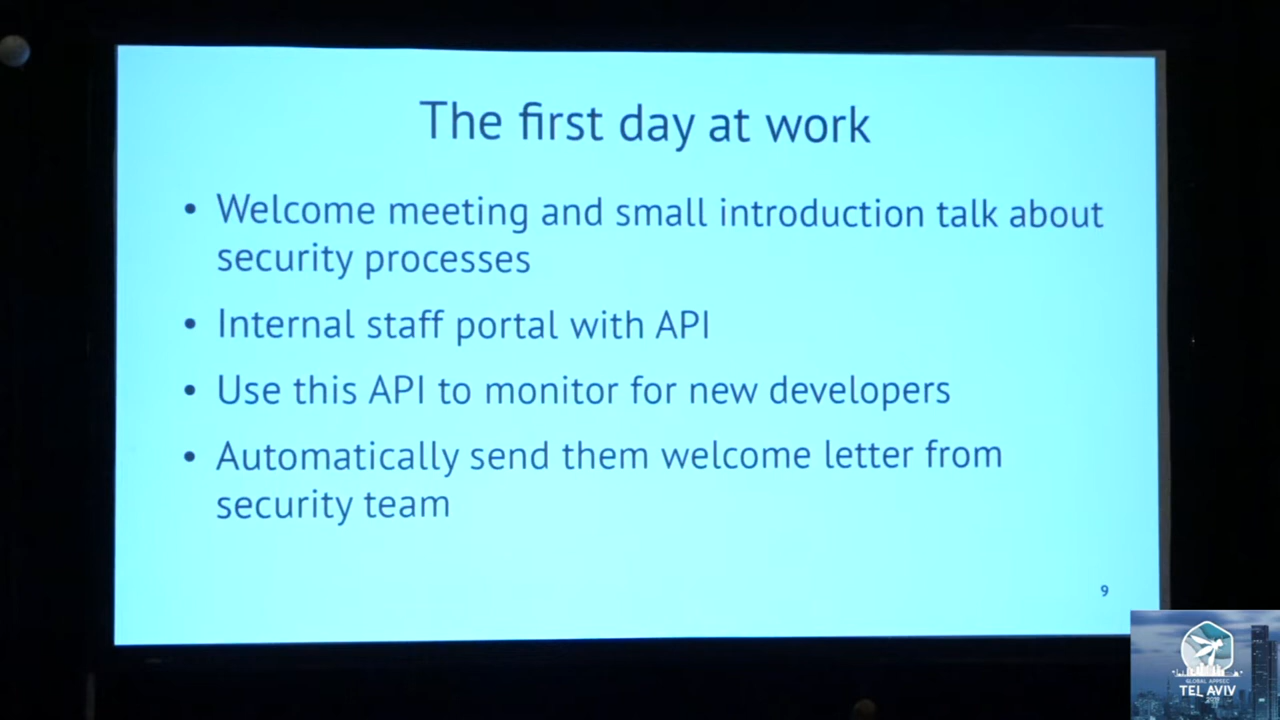 The first day at work
• Welcome meeting and small introduction talk about
security processes
• Internal staff portal with API
• Use this API to monitor for new developers
• Automatically send them welcome letter from
security team
9
GLOBAL APPSEC
TEL AVIV